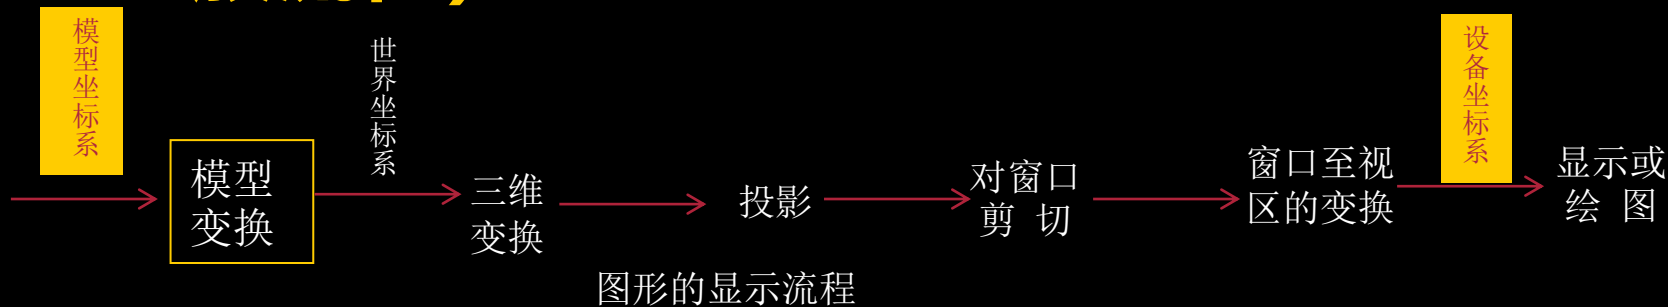 模型坐标系
模型
变换
世界坐标系
三维
变换
投影
对窗口
剪 切
窗口至视
区的变换
设备坐标系
显示或
绘 图
图形的显示流程